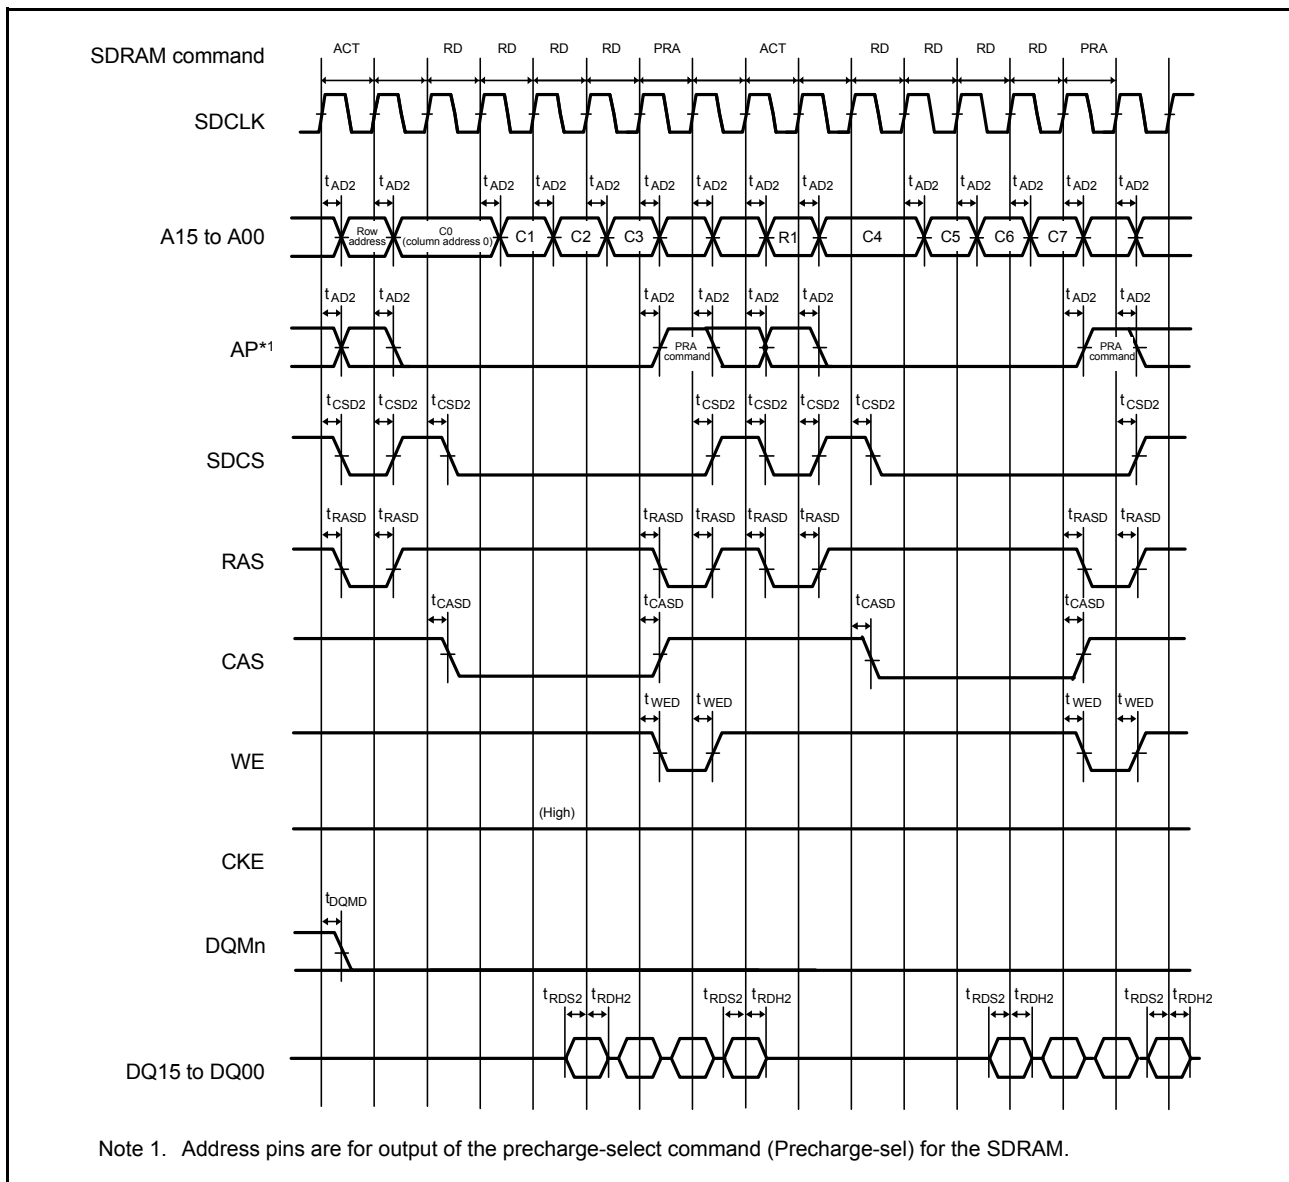 SDRAM command ACT RD RD RD RD PRA ACT RD RD RD RD PRA
SDCLK
tAD2 tAD2 tAD2 tAD2 tAD2 tAD2 tAD2 tAD2 tAD2 tAD2 tAD2 tAD2 tAD2 tAD2
A15 to A00 Row address C0 (column address 0) C1 C2 C3 R1 C4 C5 C6 C7
tAD2 tAD2 tAD2 tAD2 tAD2 tAD2 tAD2 tAD2
AP*1 PRA command PRA command
tCSD2 tCSD2 tCSD2 tCSD2 tCSD2 tCSD2 tCSD2 tCSD2
SDCS
tRASD tRASD tRASD tRASD tRASD tRASD tRASD tRASD
RAS
tCASD tCASD tCASD tCASD
CAS
tWED tWED tWED tWED
WE
(High)
CKE
tDQMD
DQMn
tRDS2 tRDH2 tRDS2 tRDH2 tRDS2 tRDH2 tRDS2 tRDH2
DQ15 to DQ00
Note 1. Address pins are for output of the precharge-select command (Precharge-sel) for the SDRAM.